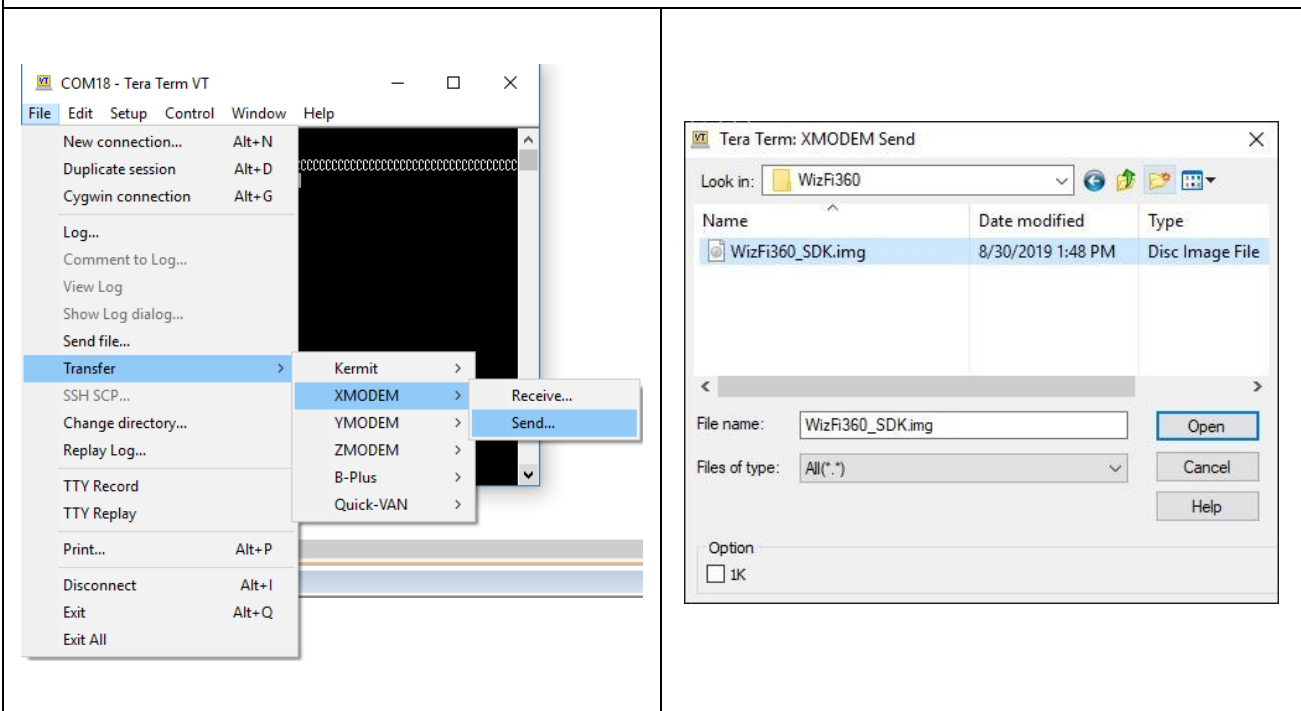 COM18 - Tera Term VT
File Edit Setup Control Window Help
New connection... Alt+N
Duplicate session Alt+D
Cygwin connection Alt+G
Log...
Comment to Log...
View Log
Show Log dialog...
Send file...
Transfer >
SSH SCP...
Change directory...
Replay Log...
TTY Record
TTY Replay
Print... Alt+P
Disconnect Alt+I
Exit Alt+Q
Exit All
Kermit >
XMODEM >
YMODEM >
ZMODEM >
B-Plus >
Quick-VAN >
Receive...
Send...
Tera Term: XMODEM Send
Look in: WizFi360
Name Date modified Type
WizFi360_SDK.img 8/30/2019 1:48 PM Disc Image File
File name: WizFi360_SDK.img Open
Files of type: All(*.*) Cancel
Help
Option
1K